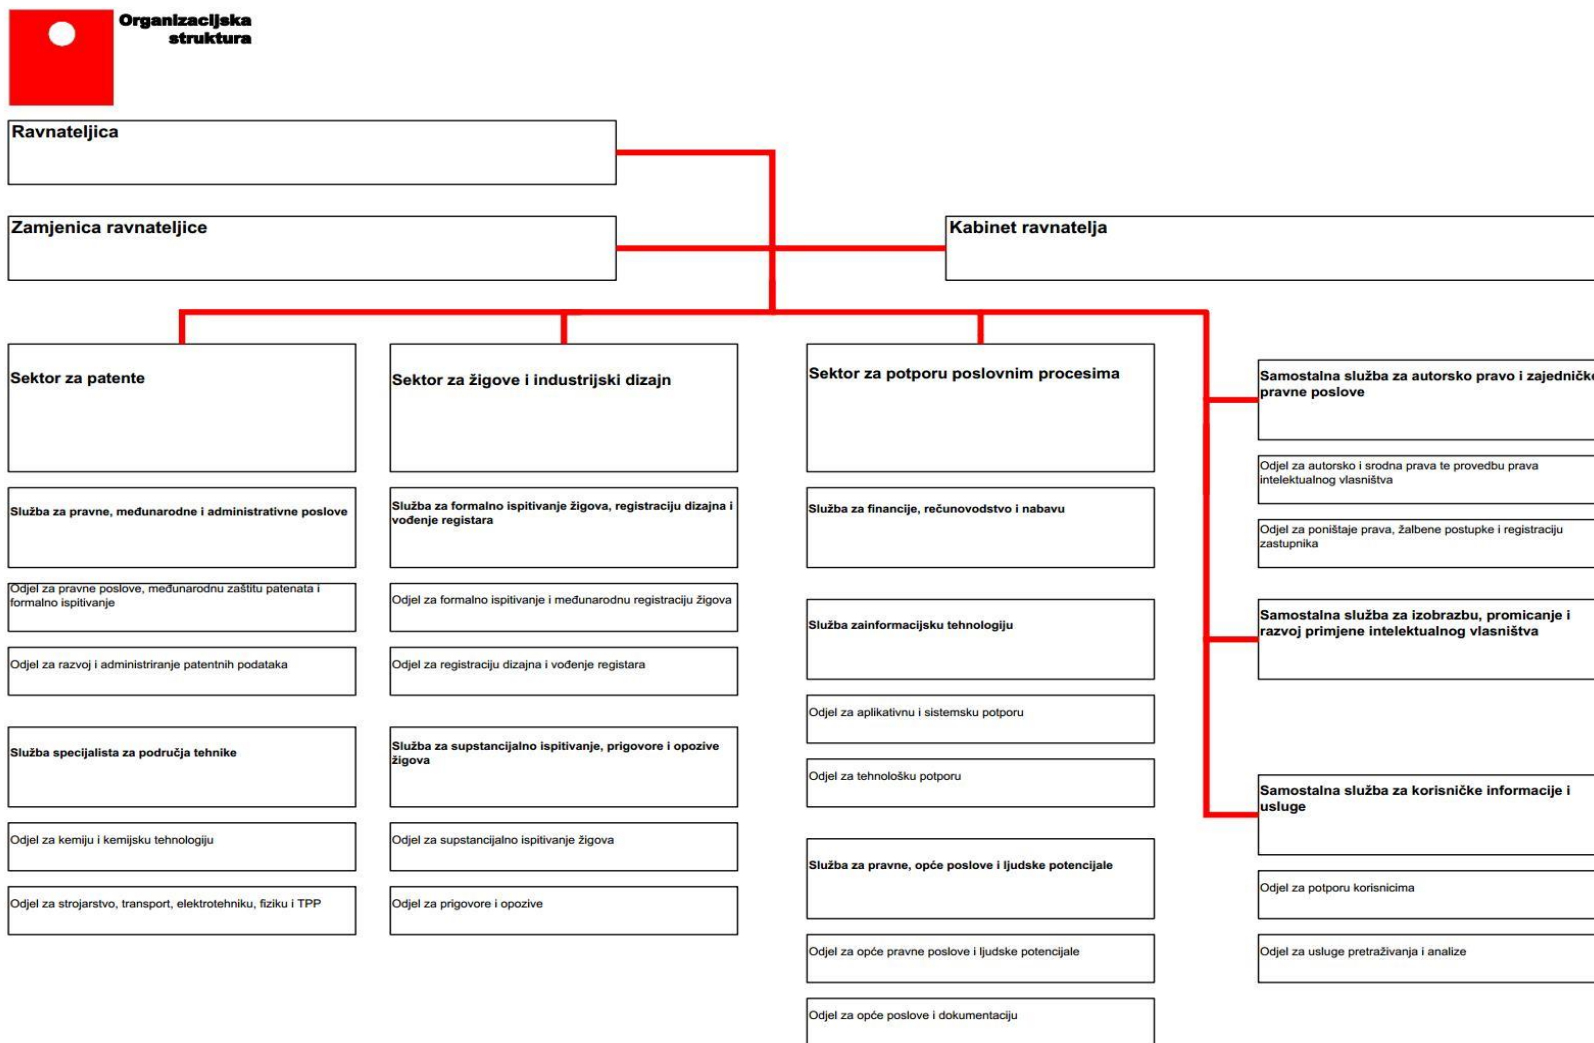 Organizacijska
struktura
Ravnateljica
Zamjenica ravnateljice
Kabinet ravnatelja
Sektor za patente
Služba za pravne, međunarodne i administrativne poslove
Odjel za pravne poslove, međunarodnu zaštitu patenata i
formalno ispitivanje
Odjel za razvoj i administriranje patentnih podataka
Služba specijalista za područja tehnike
Odjel za kemiju i kemijsku tehnologiju
Odjel za strojarstvo, transport, elektrotehniku, fiziku i TPP
Sektor za žigove i industrijski dizajn
Služba za formalno ispitivanje žigova, registraciju dizajna i
vođenje registara
Odjel za formalno ispitivanje i međunarodnu registraciju žigova
Odjel za registraciju dizajna i vođenje registara
Služba za supstancijalno ispitivanje, prigovore i opozive
žigova
Odjel za supstancijalno ispitivanje žigova
Odjel za prigovore i opozive
Sektor za potporu poslovnim procesima
Služba za financije, rečunovodstvo i nabavu
Služba zainformacijsku tehnologiju
Odjel za aplikativnu i sistemsku potporu
Odjel za tehnološku potporu
Služba za pravne, opće poslove i ljudske potencijale
Odjel za opće pravne poslove i ljudske potencijale
Odjel za opće poslove i dokumentaciju
Samostalna služba za autorsko pravo i zajedničke
pravne poslove
Odjel za autorsko i srodna prava te provedbu prava
intelektualnog vlasništva
Odjel za poništaje prava, žalbene postupke i registraciju
zastupnika
Samostalna služba za izobrazbu, promicanje i
razvoj primjene intelektualnog vlasništva
Samostalna služba za korisničke informacije i
usluge
Odjel za potporu korisnicima
Odjel za usluge pretraživanja i analize